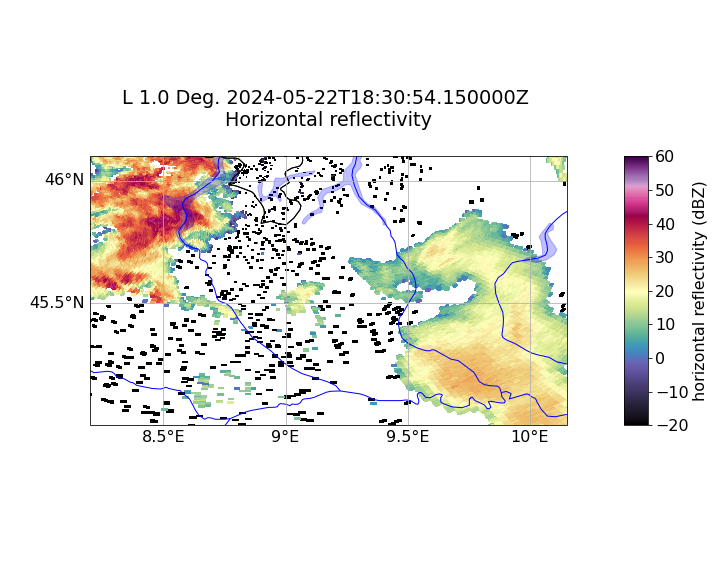 L 1.0 Deg. 2024-05-22T18:30:54.150000Z
Horizontal reflectivity
46°N
45.5°N
8.5°E
9°E
9.5°E
10°E
60
50
40
30
20
10
0
−10
−20
horizontal reflectivity (dBZ)